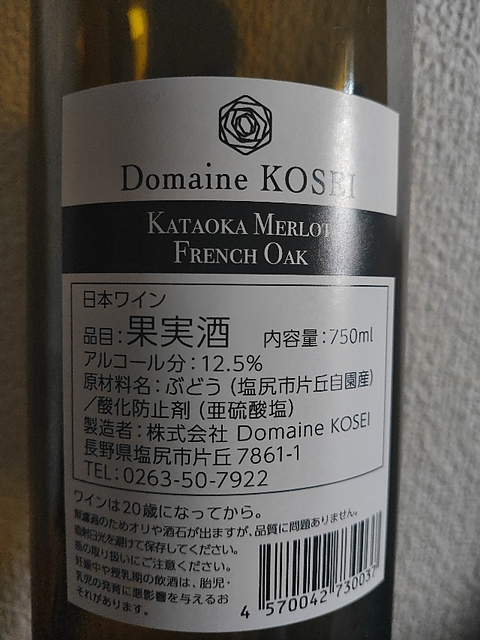 Domaine KOSEI
KATAOKA MERLOT
FRENCH OAK
日本ワイン
品目:果実酒 内容量:750ml
アルコール分:12.5%
原材料名:ぶどう(塩尻市片丘自園産)
/酸化防止剤(亜硫酸塩)
製造者:株式会社 Domaine KOSEI
長野県塩尻市片丘7861-1
TEL:0263-50-7922
ワインは20歳になってから。
無濾過のためオリや酒石が出ますが、品質に問題ありません。
直射日光を避けて保存してください。
瓶の取り扱いにご注意ください。
妊娠中や授乳期の飲酒は、胎児・
乳児の発育に悪影響を与えるお
それがあります。
4 570042 730037